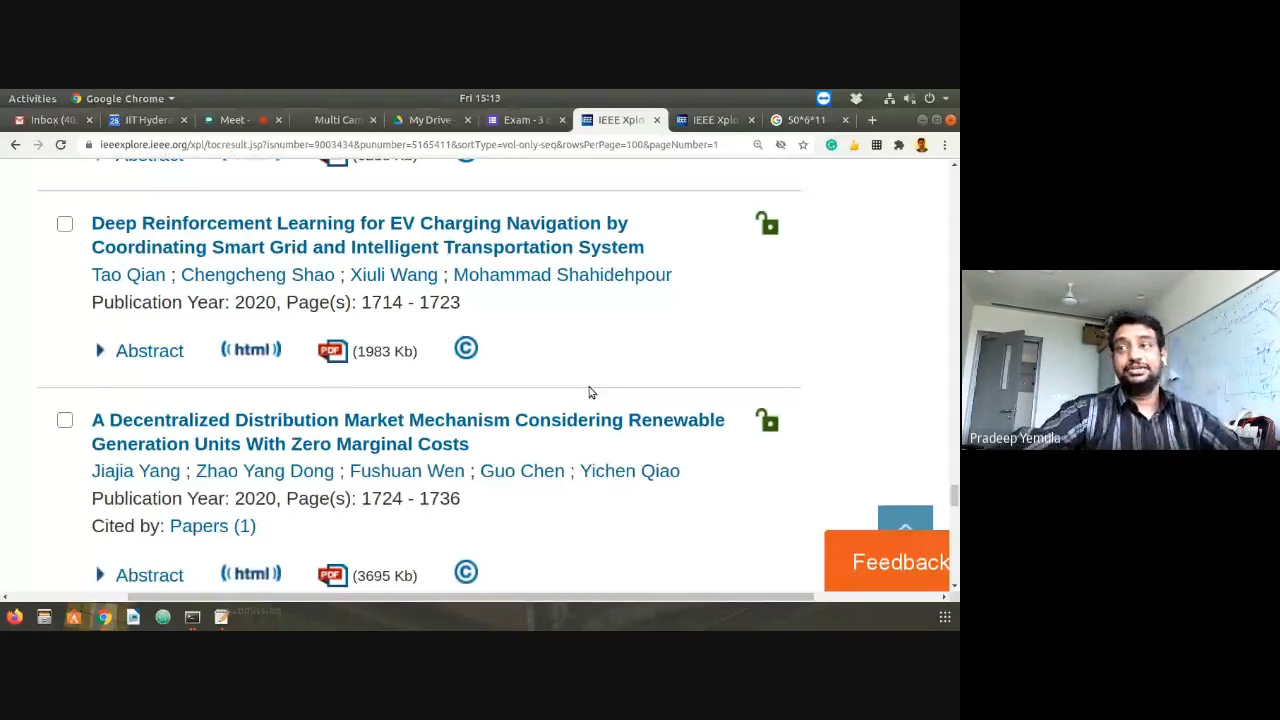 Activities
Google Chrome
Fri 15:13
Inbox (40,
IIT Hydera
Meet -
Multi Cam
My Drive
Exam - 3 c
IEEE Xplo
IEEE Xplo
50*6*11
ieeexplore.ieee.org/xpl/tocresult.jsp?isnumber=9003434&punumber=5165411&sortType=vol-only-seq&rowsPerPage=100&pageNumber=1
Abstract
Deep Reinforcement Learning for EV Charging Navigation by
Coordinating Smart Grid and Intelligent Transportation System
Tao Qian ; Chengcheng Shao ; Xiuli Wang ; Mohammad Shahidehpour
Publication Year: 2020, Page(s): 1714 - 1723
Abstract ((html)) PDF (1983 Kb) ©
A Decentralized Distribution Market Mechanism Considering Renewable
Generation Units With Zero Marginal Costs
Jiajia Yang ; Zhao Yang Dong ; Fushuan Wen ; Guo Chen ; Yichen Qiao
Publication Year: 2020, Page(s): 1724 - 1736
Cited by: Papers (1)
Abstract ((html)) PDF (3695 Kb) ©
Feedback
Pradeep Yemula